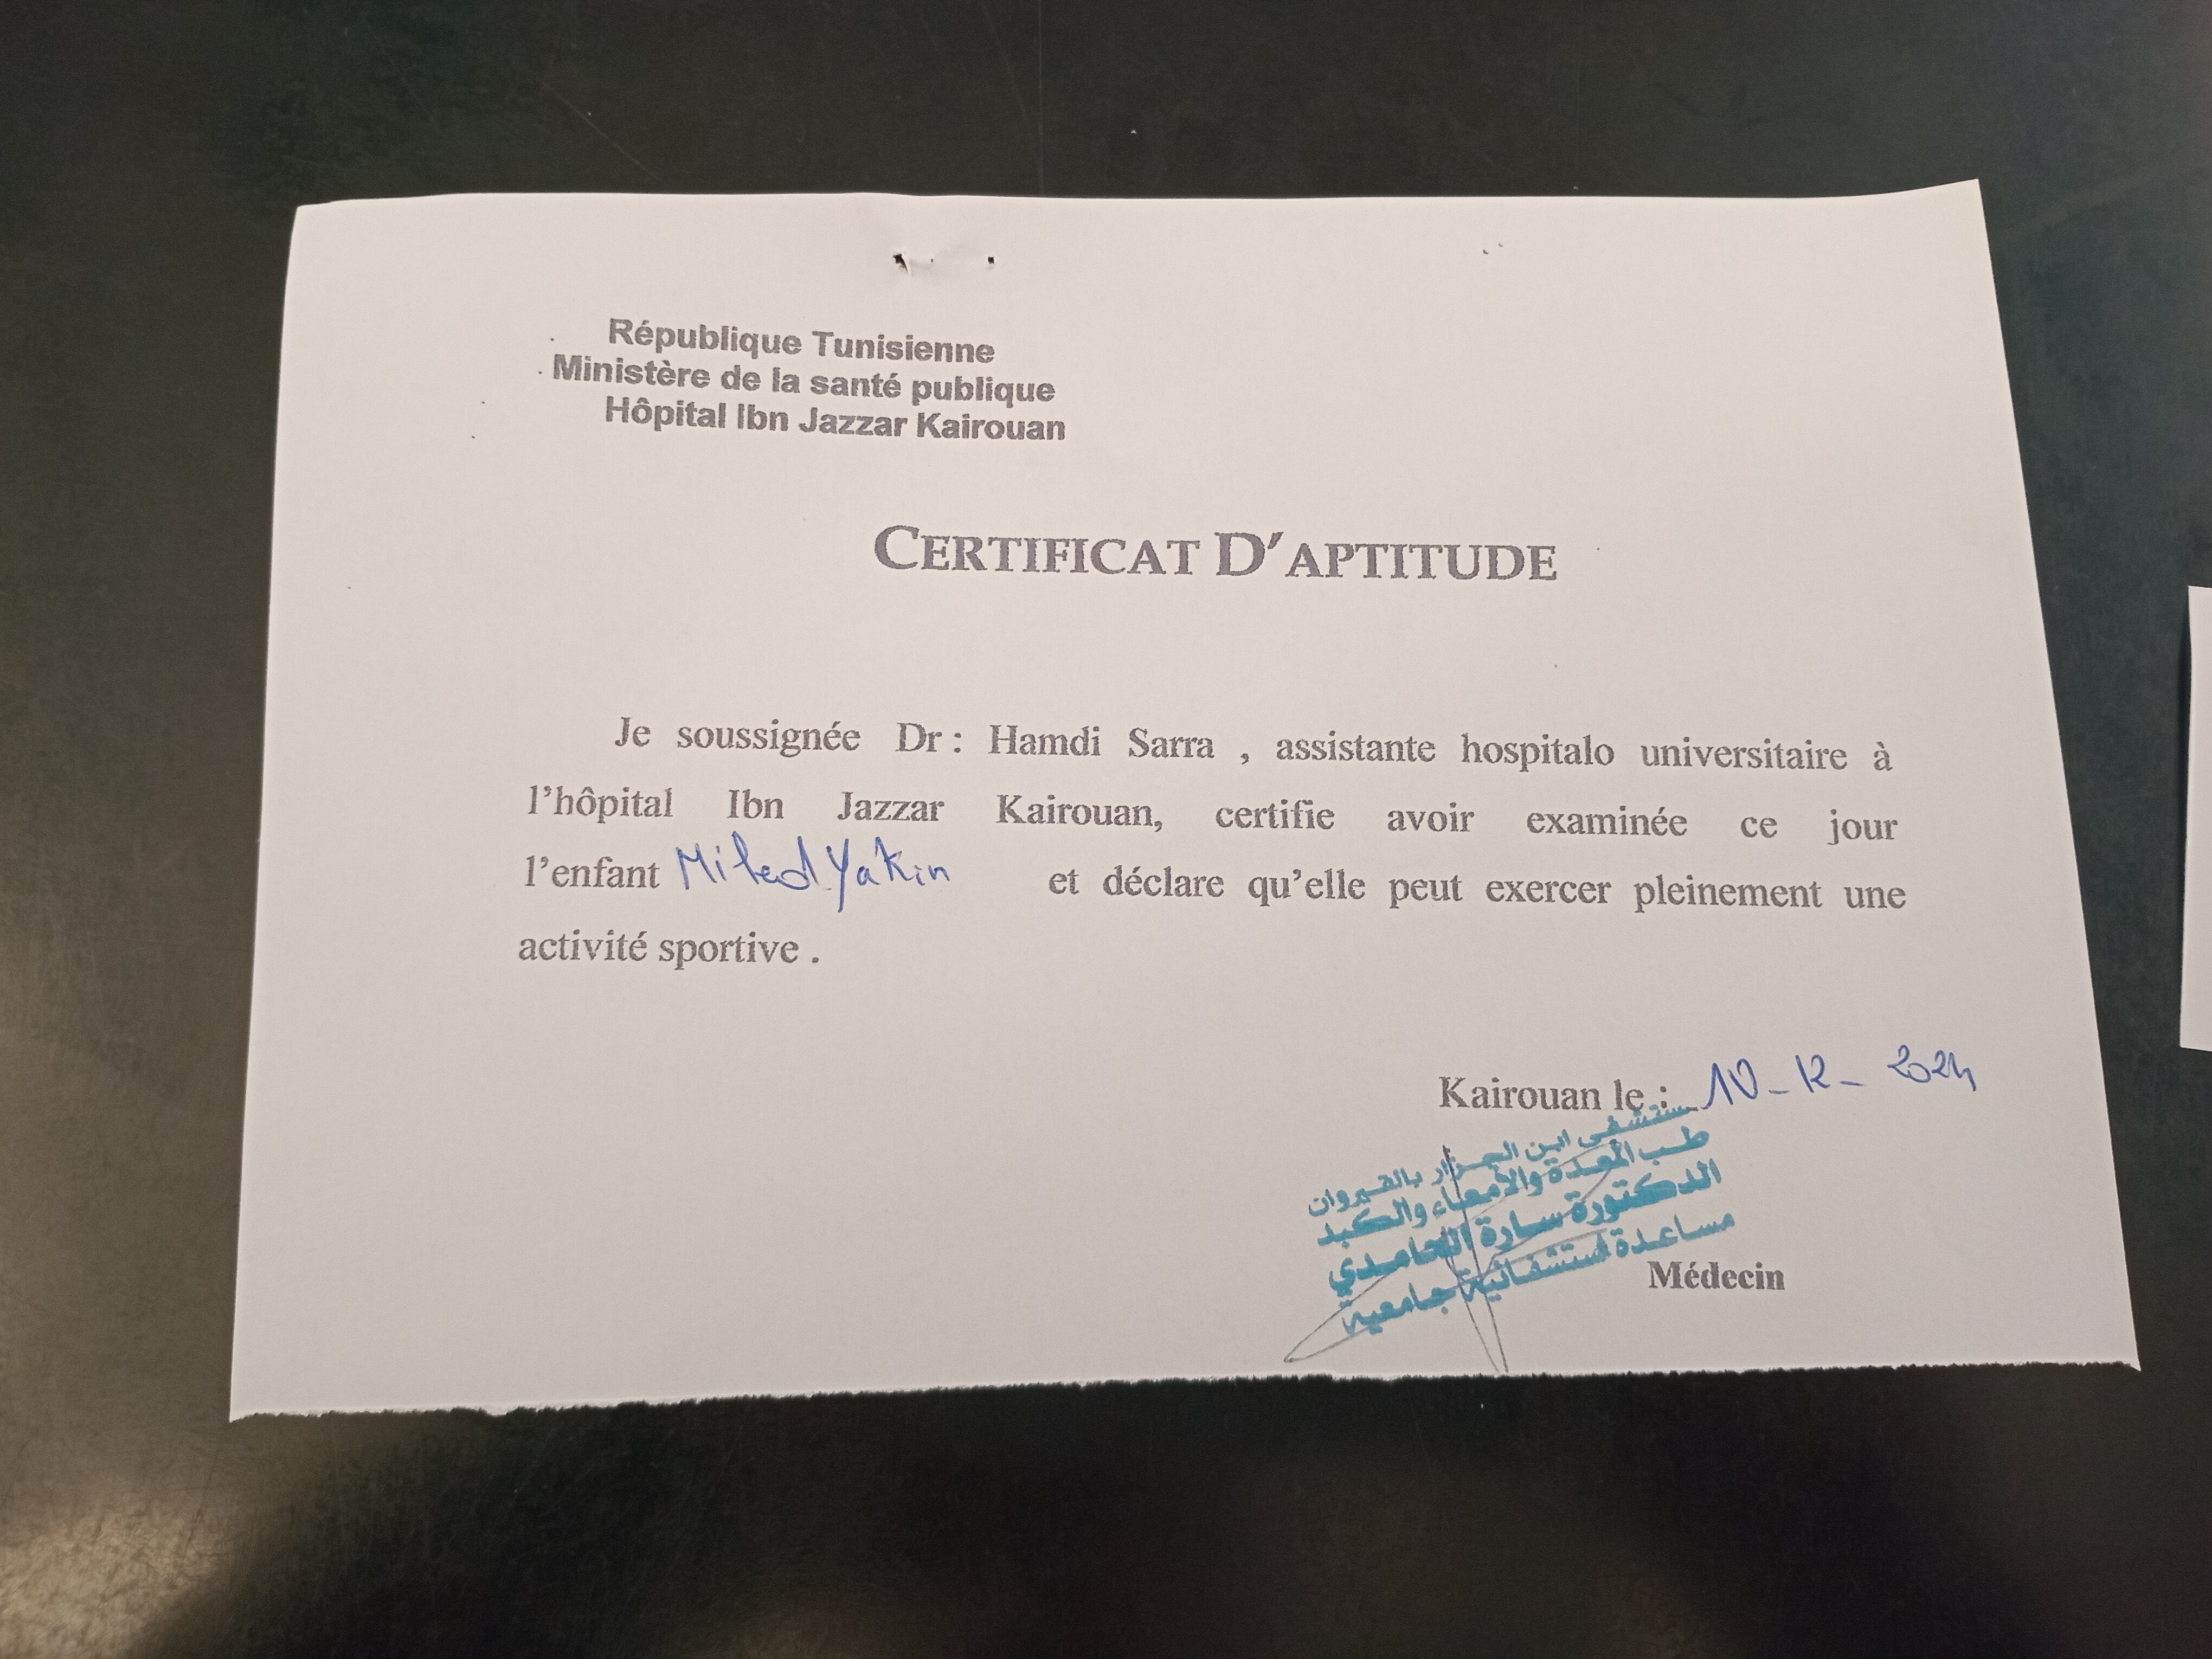 République Tunisienne
Ministère de la santé publique
Hôpital Ibn Jazzar Kairouan
CERTIFICAT D'APTITUDE
Je soussignée Dr : Hamdi Sarra , assistante hospitalo universitaire à
l'hôpital Ibn Jazzar Kairouan, certifie avoir examinée ce jour
l'enfant Miled Yakin et déclare qu'elle peut exercer pleinement une
activité sportive .
Kairouan le : 10-12-2024
مستشفى ابن الجزار بالقيروان
طب المعدة والأمعاء والكبد
الدكتورة سارة الحامدي
مساعدة إستشفائية جامعية
Médecin